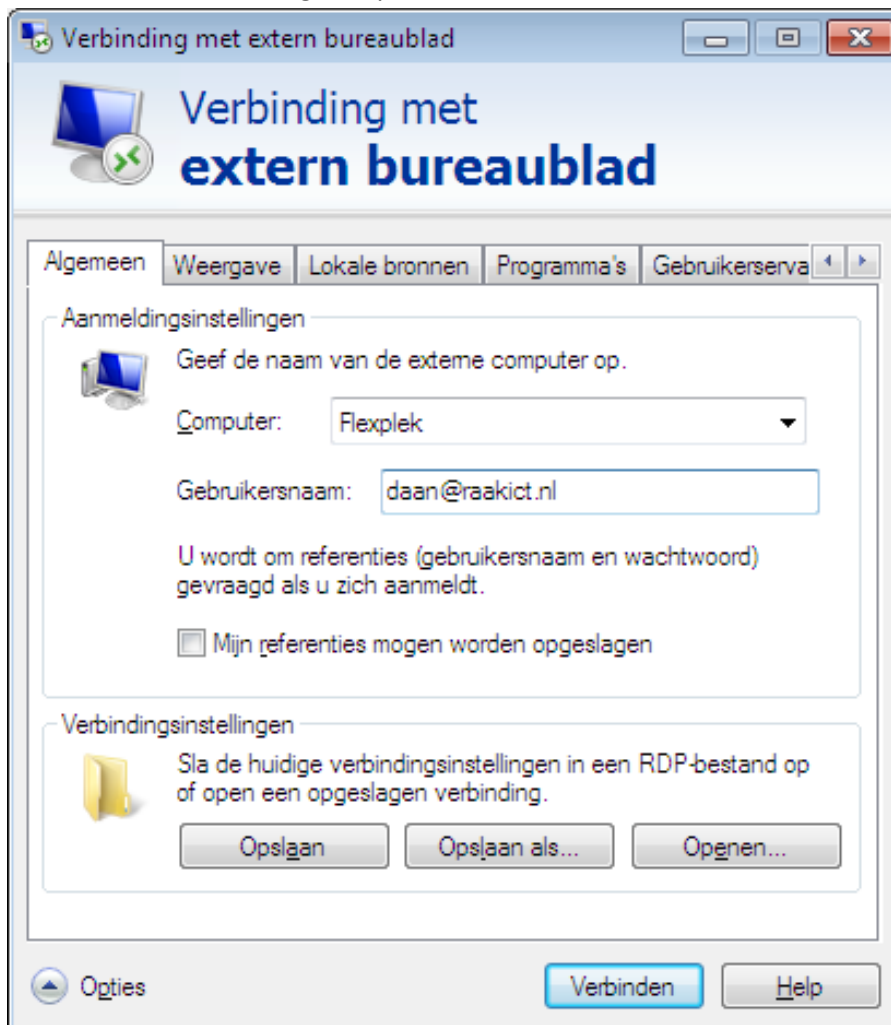 Verbinding met extern bureaublad
Verbinding met
extern bureaublad
Algemeen Weergave Lokale bronnen Programma's Gebruikerserva
Aanmeldingsinstellingen
Geef de naam van de externe computer op.
Computer: Flexplek
Gebruikersnaam: daan@raakict.nl
U wordt om referenties (gebruikersnaam en wachtwoord)
gevraagd als u zich aanmeldt.
Mijn referenties mogen worden opgeslagen
Verbindingsinstellingen
Sla de huidige verbindingsinstellingen in een RDP-bestand op
of open een opgeslagen verbinding.
Opslaan Opslaan als... Openen...
Opties Verbinden Help